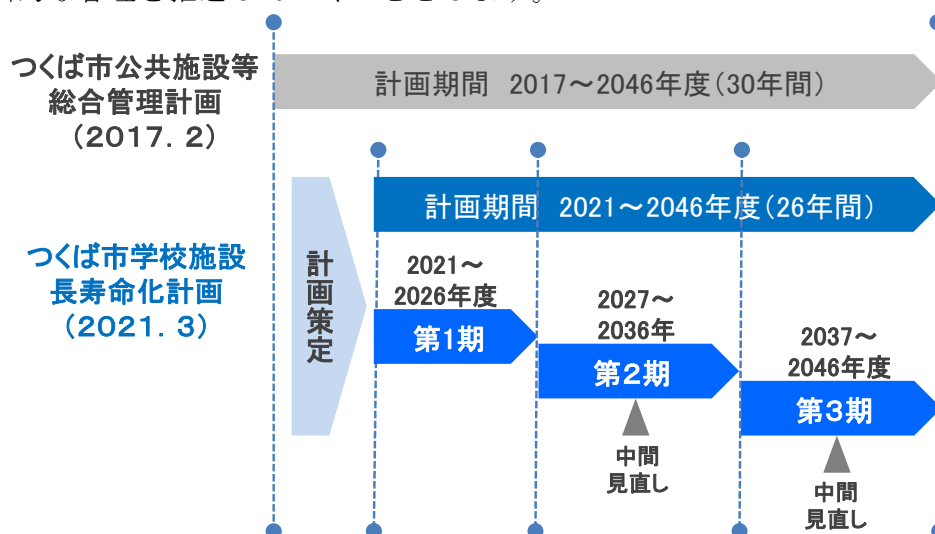 つくば市公共施設等
総合管理計画
（2017．2）
計画期間 2017～2046年度（30年間）
計画期間 2021～2046年度（26年間）
つくば市学校施設
長寿命化計画
（2021．3）
計画策定
2021～
2026年度
第1期
2027～
2036年
第2期
中間
見直し
2037～
2046年度
第3期
中間
見直し